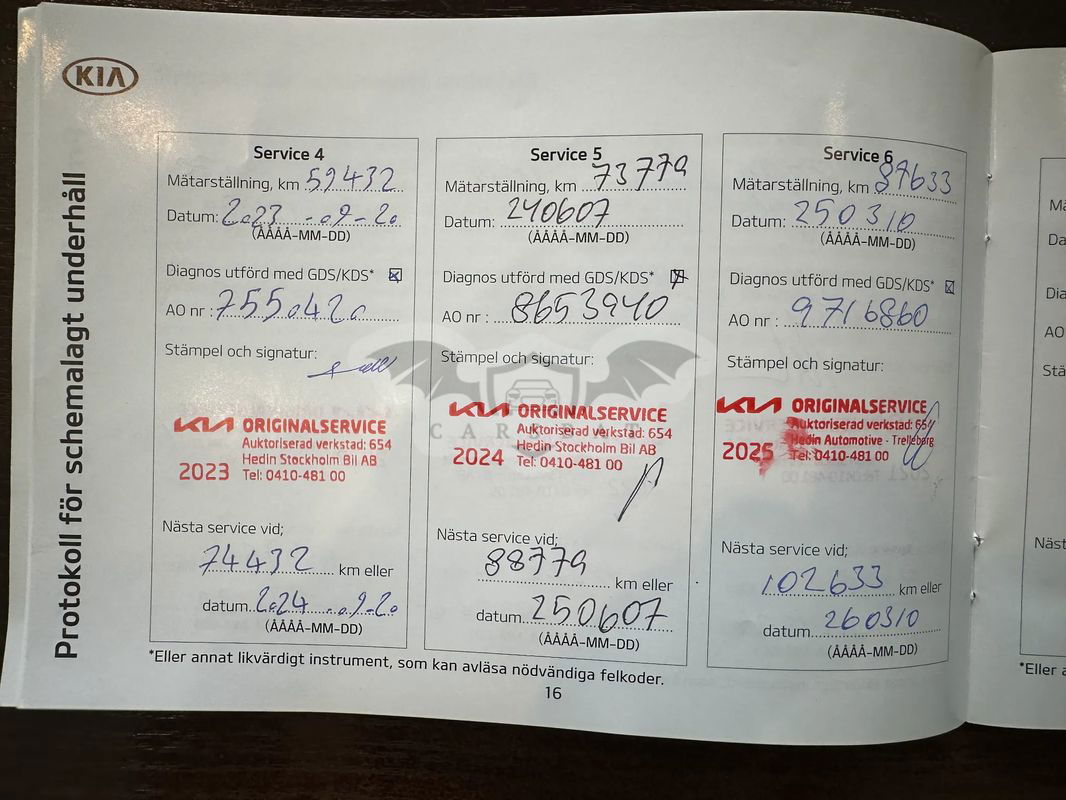 KIA
Protokoll för schemalagt underhåll
Service 4
Mätarställning, km 59432
Datum: 2023-09-20
(ÅÅÅÅ-MM-DD)
Diagnos utförd med GDS/KDS*
AO nr: 7550420
Stämpel och signatur:
KIA ORIGINALSERVICE
Auktoriserad verkstad: 654
Hedin Stockholm Bil AB
2023 Tel: 0410-481 00
Nästa service vid;
74432 km eller
datum 2024-09-20
(ÅÅÅÅ-MM-DD)
Service 5
Mätarställning, km 73779
Datum: 240607
(ÅÅÅÅ-MM-DD)
Diagnos utförd med GDS/KDS*
AO nr: 8653940
Stämpel och signatur:
KIA ORIGINALSERVICE
Auktoriserad verkstad: 654
Hedin Stockholm Bil AB
2024 Tel: 0410-481 00
Nästa service vid;
88779 km eller
datum 250607
(ÅÅÅÅ-MM-DD)
Service 6
Mätarställning, km 87633
Datum: 250310
(ÅÅÅÅ-MM-DD)
Diagnos utförd med GDS/KDS*
AO nr: 9716860
Stämpel och signatur:
KIA ORIGINALSERVICE
Auktoriserad verkstad: 654
Hedin Automotive - Trelleborg
2025 Tel: 0410-481 00
Nästa service vid;
102633 km eller
datum 260310
(ÅÅÅÅ-MM-DD)
*Eller annat likvärdigt instrument, som kan avläsa nödvändiga felkoder.
16
CARSBAT
*Eller